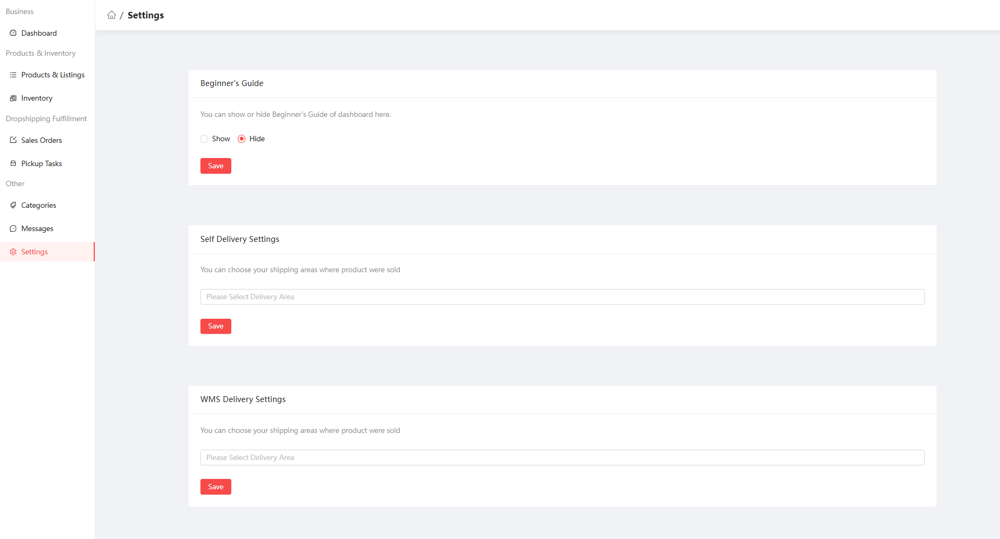 Business
Dashboard
Products & Inventory
Products & Listings
Inventory
Dropshipping Fulfillment
Sales Orders
Pickup Tasks
Other
Categories
Messages
Settings
/ Settings
Beginner's Guide
You can show or hide Beginner's Guide of dashboard here.
Show Hide
Save
Self Delivery Settings
You can choose your shipping areas where product were sold
Please Select Delivery Area
Save
WMS Delivery Settings
You can choose your shipping areas where product were sold
Please Select Delivery Area
Save